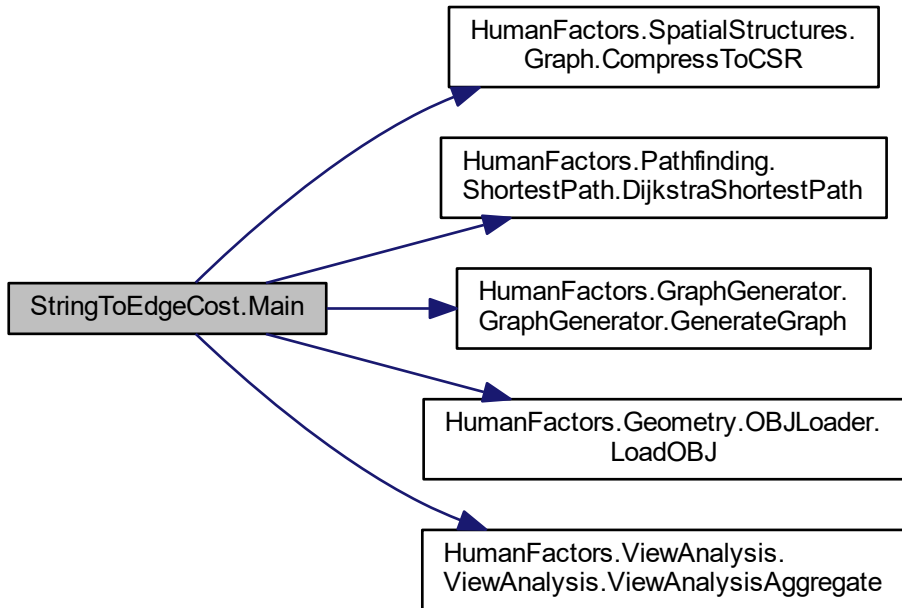 HumanFactors.SpatialStructures.
Graph.CompressToCSR
HumanFactors.Pathfinding.
ShortestPath.DijkstraShortestPath
StringToEdgeCost.Main
HumanFactors.GraphGenerator.
GraphGenerator.GenerateGraph
HumanFactors.Geometry.OBJLoader.
LoadOBJ
HumanFactors.ViewAnalysis.
ViewAnalysis.ViewAnalysisAggregate